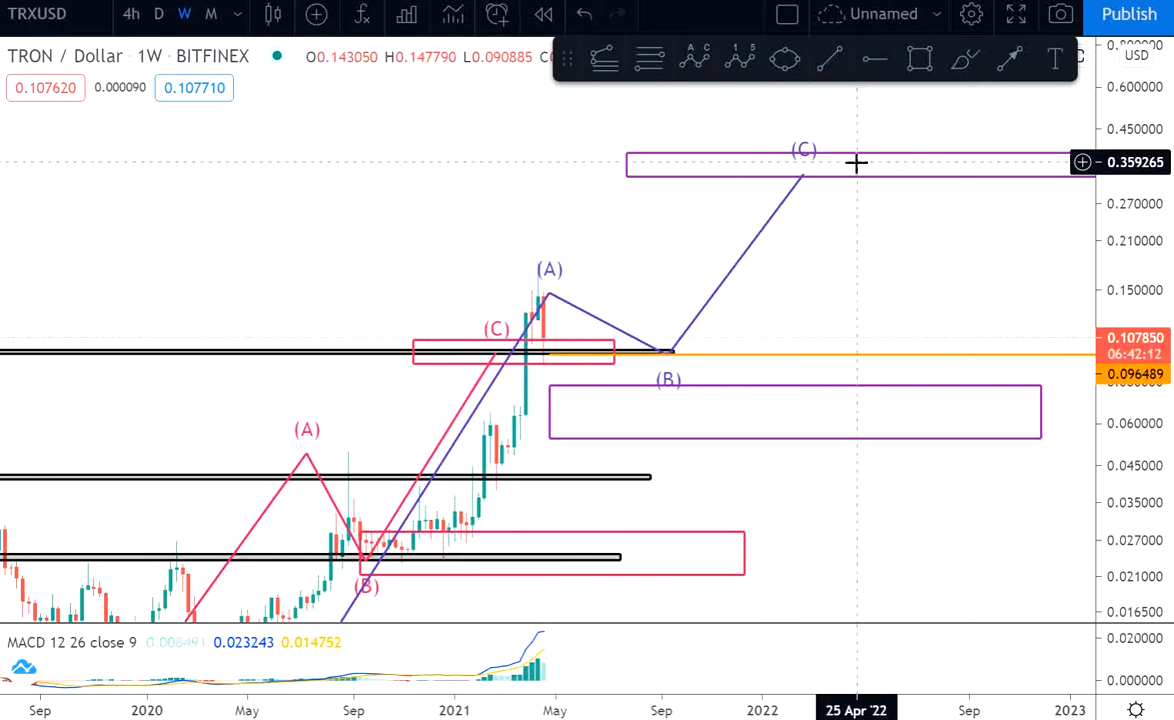 TRXUSD 4h D W M Unnamed Publish
TRON / Dollar · 1W · BITFINEX O0.143050 H0.147790 L0.090885
USD
0.107620 0.000090 0.107710
A C
1 5
T
0.600000
0.450000
0.359265
0.270000
0.210000
0.150000
0.107850
06:42:12
0.096489
0.060000
0.045000
0.035000
0.027000
0.021000
0.016500
(C)
(A)
(C)
(B)
(A)
(B)
MACD 12 26 close 9 0.023243 0.014752
0.020000
0.000000
Sep 2020 May Sep 2021 May Sep 2022 25 Apr '22 Sep 2023